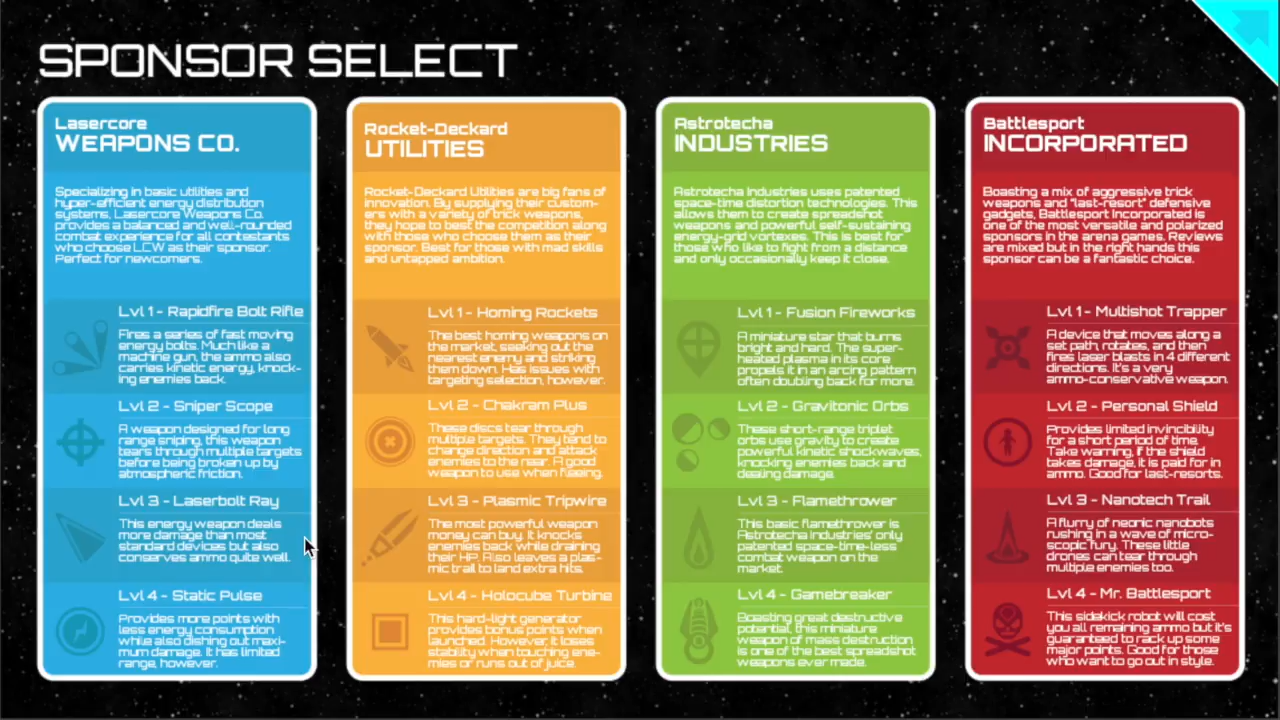 SPONSOR SELECT
Lasercore
WEAPONS CO.
Specializing in basic utilities and
hyper-efficient energy distribution
systems, Lasercore Weapons Co.
provides a balanced and well-rounded
combat experience for all contestants
who choose LCW as their sponsor.
Perfect for newcomers.
Lvl 1 - Rapidfire Bolt Rifle
Fires a series of fast moving
energy bolts. Much like a
machine gun, the ammo also
carries kinetic energy, knock-
ing enemies back.
Lvl 2 - Sniper Scope
A weapon designed for long
range sniping, this weapon
tears through multiple targets
before being broken up by
atmospheric friction.
Lvl 3 - Laserbolt Ray
This energy weapon deals
more damage than most
standard devices but also
conserves ammo quite well.
Lvl 4 - Static Pulse
Provides more points with
less energy consumption
while also dishing out maxi-
mum damage. It has limited
range, however.
Rocket-Deckard
UTILITIES
Rocket-Deckard Utilities are big fans of
innovation. By supplying their custom-
ers with a variety of trick weapons,
they hope to best the competition along
with those who choose them as their
sponsor. Best for those with mad skills
and untapped ambition.
Lvl 1 - Homing Rockets
The best homing weapons on
the market, seeking out the
nearest enemy and striking
them down. Has issues with
targeting selection, however.
Lvl 2 - Chakram Plus
These discs tear through
multiple targets. They tend to
change direction and attack
enemies to the rear. A good
weapon to use when fleeing.
Lvl 3 - Plasmic Tripwire
The most powerful weapon
money can buy. It knocks
enemies back while draining
their HP. Also leaves a plas-
mic trail to land extra hits.
Lvl 4 - Holocube Turbine
This hard-light generator
provides bonus points when
launched. However it loses
stability when touching ene-
mies or runs out of juice.
Astrotecha
INDUSTRIES
Astrotecha Industries uses patented
space-time distortion technologies. This
allows them to create spreadshot
weapons and powerful self-sustaining
energy-grid vortexes. This is best for
those who like to fight from a distance
and only occasionally keep it close.
Lvl 1 - Fusion Fireworks
A miniature star that burns
bright and hard. The super-
heated plasma in its core
propels it in an arcing pattern
often doubling back for more.
Lvl 2 - Gravitonic Orbs
These short-range triplet
orbs use gravity to create
powerful kinetic shockwaves,
knocking enemies back and
dealing damage.
Lvl 3 - Flamethrower
This basic flamethrower is
Astrotecha Industries' only
patented space-time-less
combat weapon on the
market.
Lvl 4 - Gamebreaker
Boasting great destructive
potential, this miniature
weapon of mass destruction
is one of the best spreadshot
weapons ever made.
Battlesport
INCORPORATED
Boasting a mix of aggressive trick
weapons and "last-resort" defensive
gadgets, Battlesport Incorporated is
one of the most versatile and polarized
sponsors in the arena games. Reviews
are mixed but in the right hands this
sponsor can be a fantastic choice.
Lvl 1 - Multishot Trapper
A device that moves along a
set path, rotates, and then
fires laser blasts in 4 different
directions. It's a very
ammo-conservative weapon.
Lvl 2 - Personal Shield
Provides limited invincibility
for a short period of time.
Take warning, if the shield
takes damage, it is paid for in
ammo. Good for last-resorts.
Lvl 3 - Nanotech Trail
A flurry of neonic nanobots
rushing in a wave of micro-
scopic fury. These little
drones can tear through
multiple enemies too.
Lvl 4 - Mr. Battlesport
This sidekick robot will cost
you all remaining ammo but it's
guaranteed to rack up some
major points. Good for those
who want to go out in style.